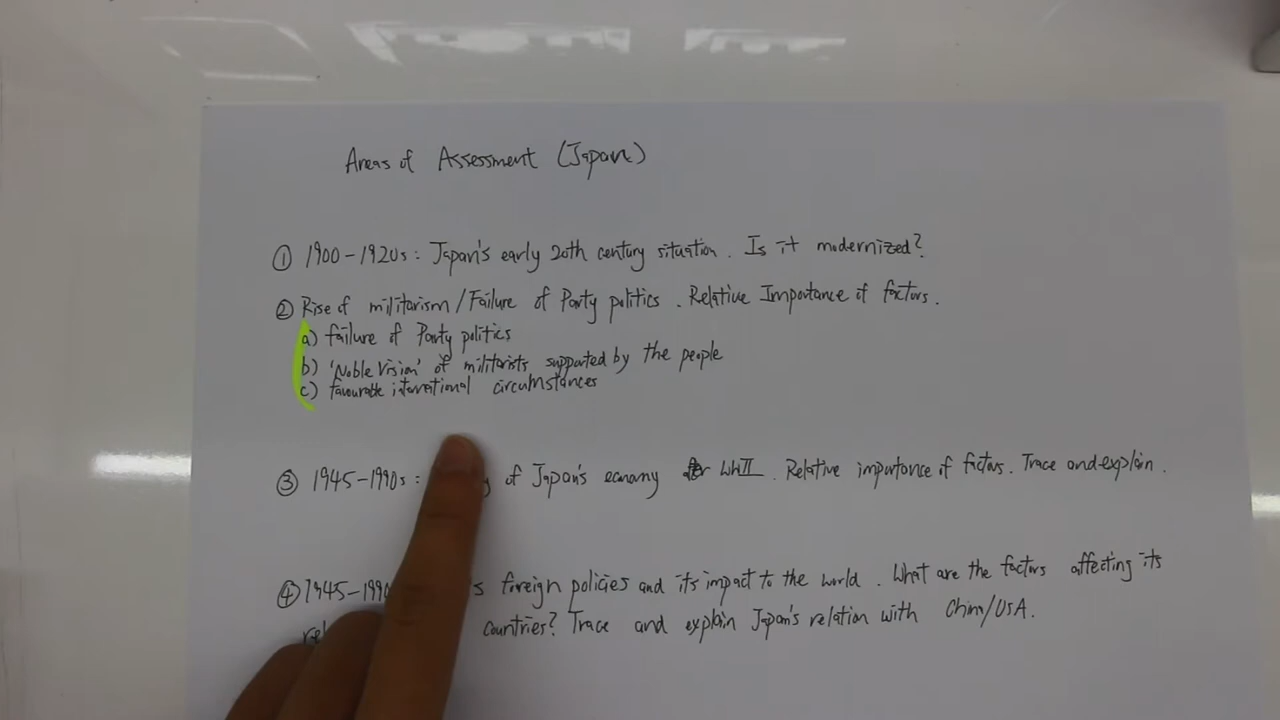 Areas of Assessment (Japan)
① 1900-1920s: Japan's early 20th century situation. Is it modernized?
② Rise of militarism/Failure of Party politics. Relative Importance of factors.
a) failure of Party politics
b) 'Noble Vision' of militarists supported by the people
c) favourable international circumstances
③ 1945-1990s: of Japan's economy after WWII. Relative importance of factors. Trace and explain.
④ 1945-1990 foreign policies and its impact to the world. What are the factors affecting its
countries? Trace and explain Japan's relation with China/USA.